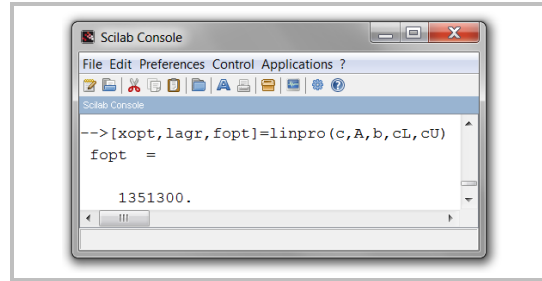 Scilab Console
File Edit Preferences Control Applications ?
Scilab Console
-->[xopt,lagr,fopt]=linpro(c,A,b,cL,cU)
fopt =
1351300.